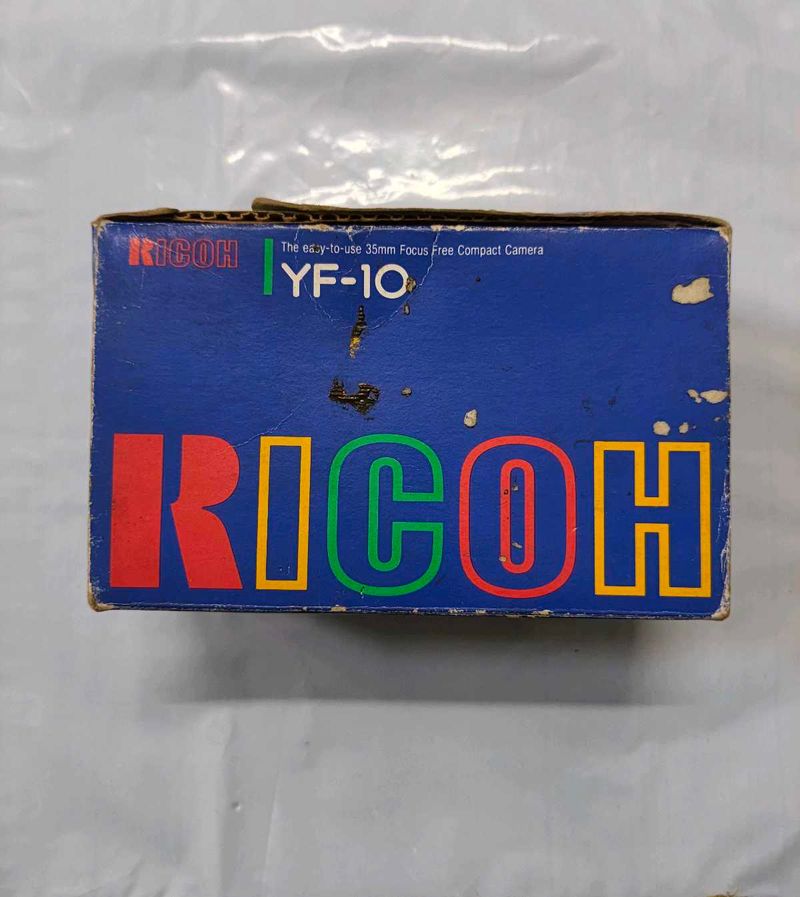 RICOH
The easy-to-use 35mm Focus Free Compact Camera
YF-10
RICOH